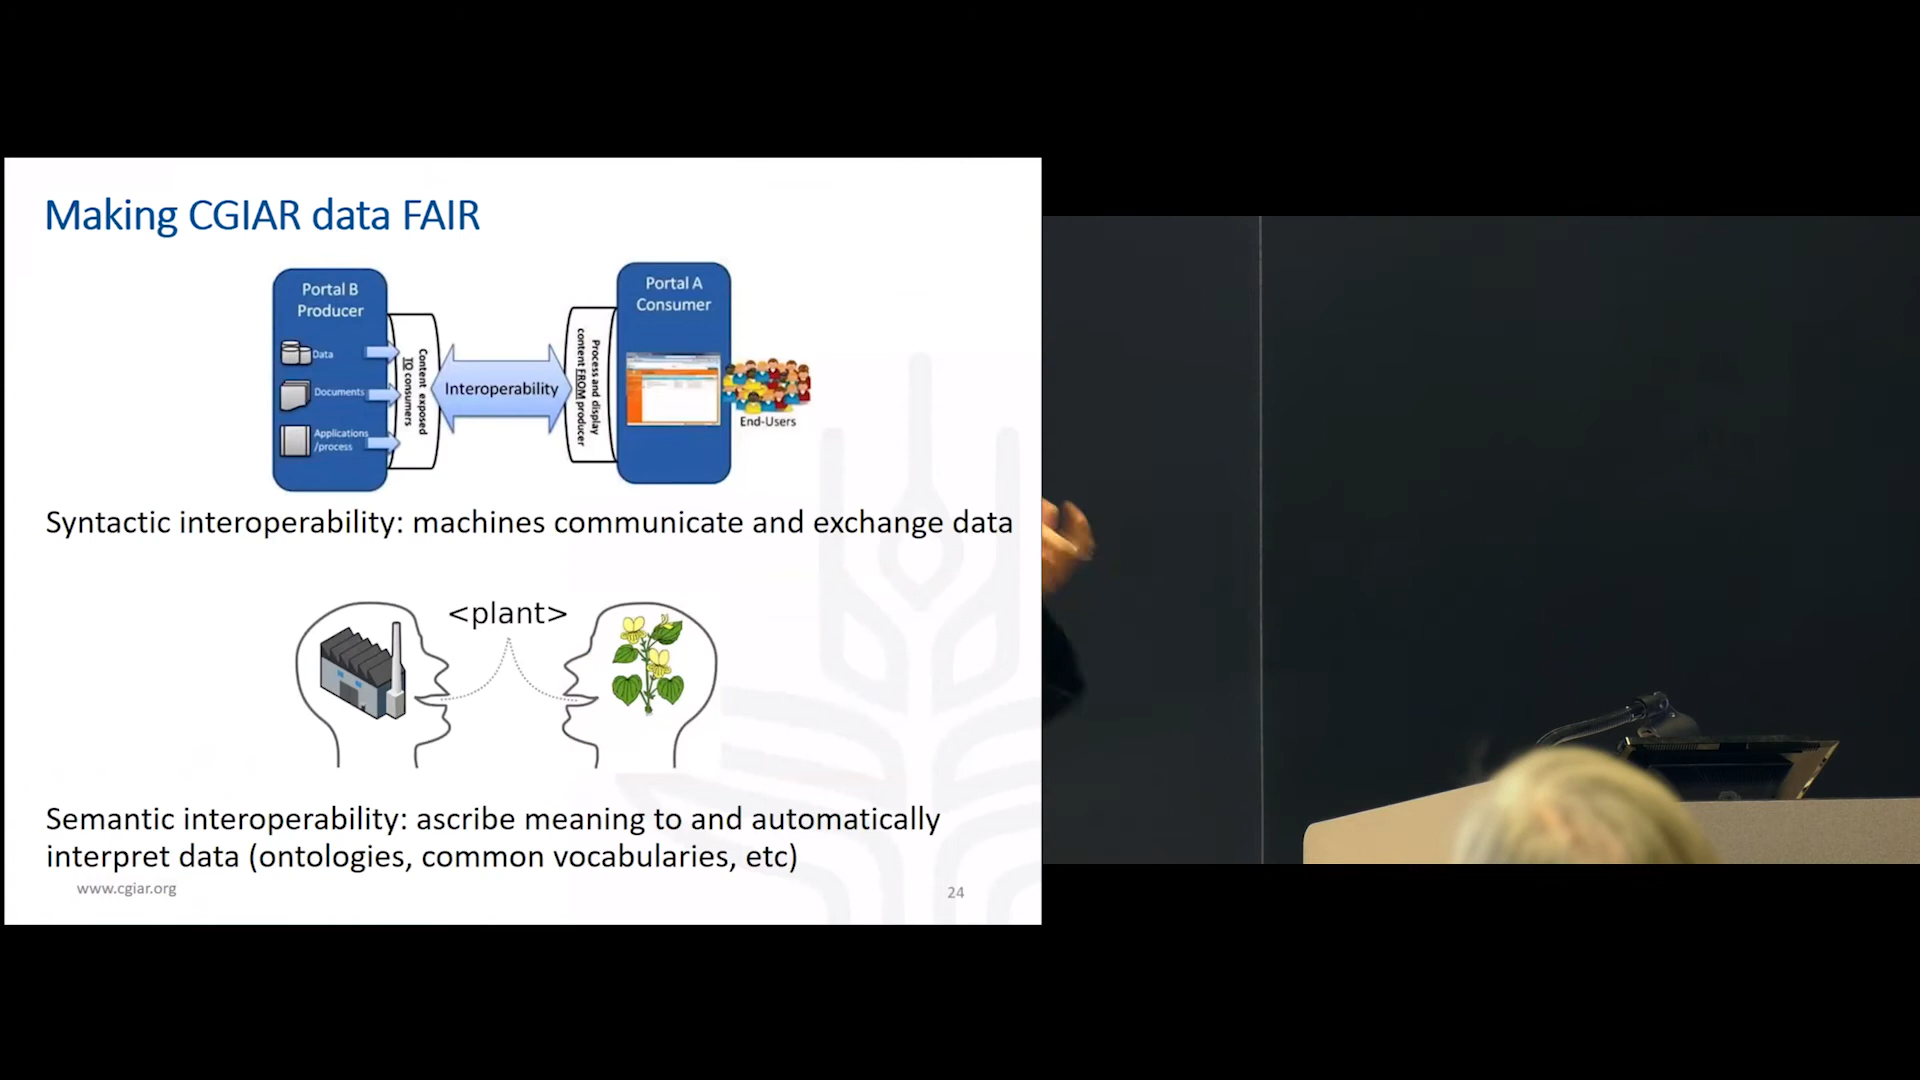 Making CGIAR data FAIR
Portal B
Producer
Data
Documents
Applications
/process
Content exposed
TO consumers
Interoperability
Process and display
content FROM producer
Portal A
Consumer
End-Users
Syntactic interoperability: machines communicate and exchange data
<plant>
Semantic interoperability: ascribe meaning to and automatically
interpret data (ontologies, common vocabularies, etc)
www.cgiar.org
24